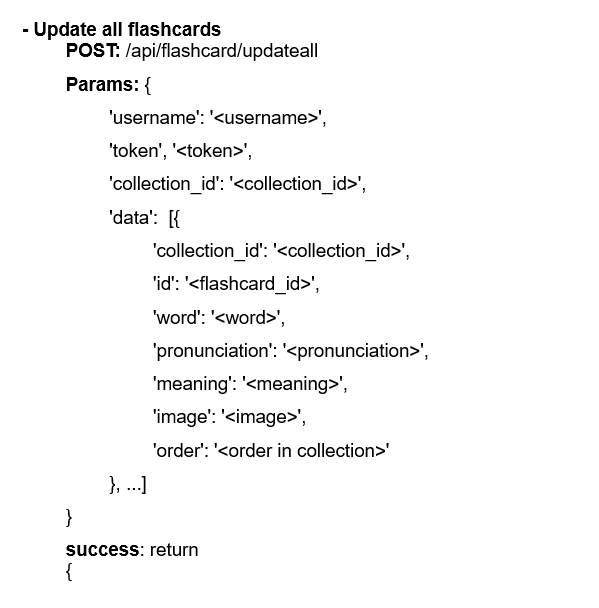 - Update all flashcards
POST: /api/flashcard/updateall
Params: {
'username': '<username>',
'token', '<token>',
'collection_id': '<collection_id>',
'data':  [{
'collection_id': '<collection_id>',
'id': '<flashcard_id>',
'word': '<word>',
'pronunciation': '<pronunciation>',
'meaning': '<meaning>',
'image': '<image>',
'order': '<order in collection>'
}, ...]
}
success: return
{